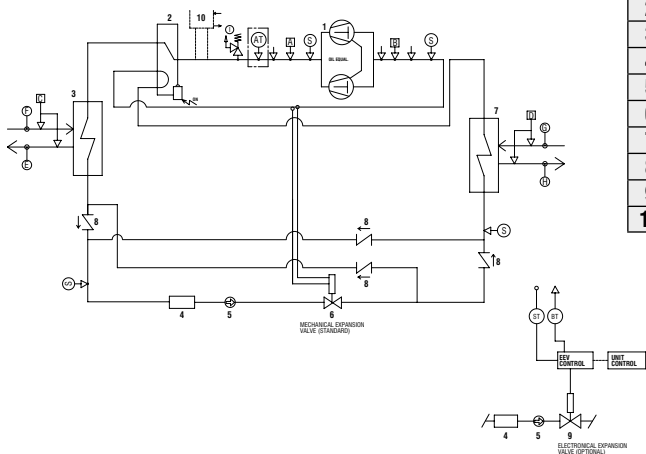 2
10
I
AT
A
S
1
OIL EQUAL
B
S
3
C
F
E
7
D
G
H
8
8
8
8
S
S
4
5
6
MECHANICAL EXPANSION
VALVE (STANDARD)
ST
BT
EEV
CONTROL
UNIT
CONTROL
4
5
9
ELECTRONICAL EXPANSION
VALVE (OPTIONAL)
1